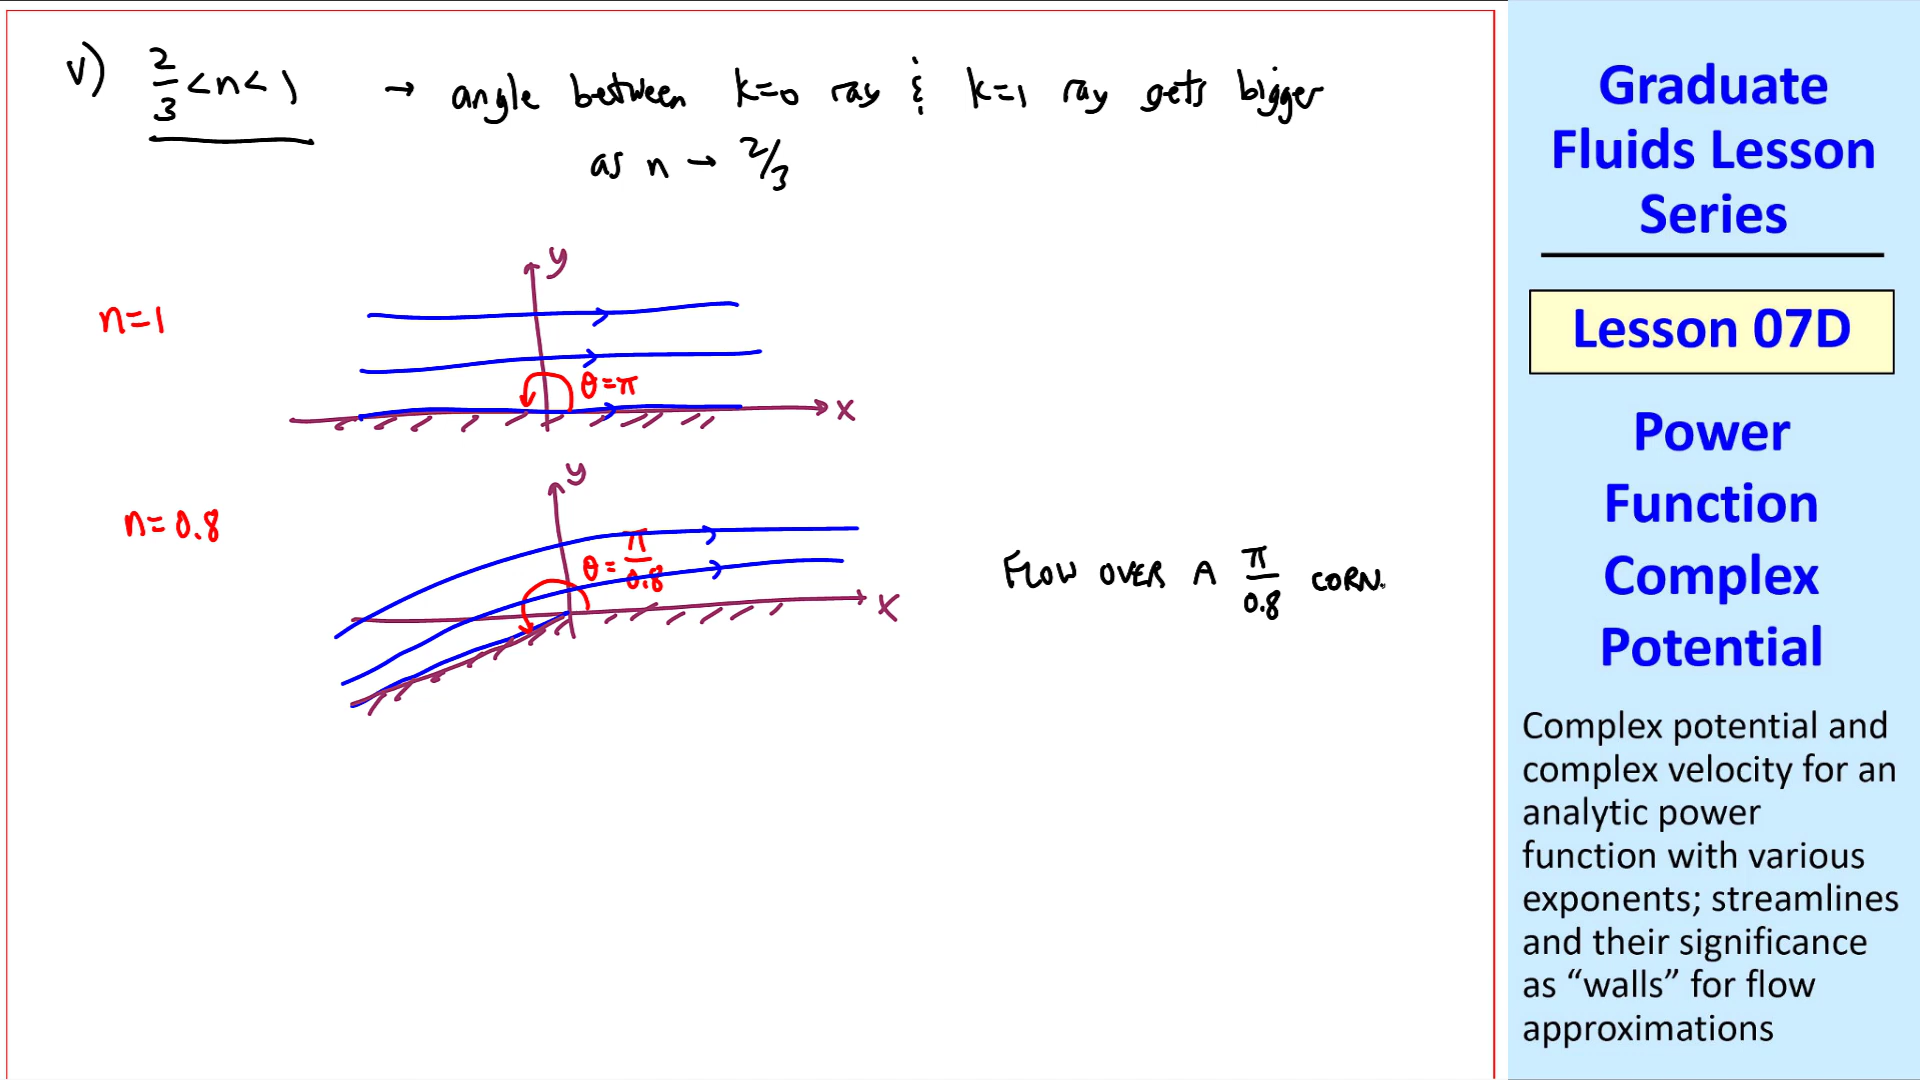 v) 2/3 < n < 1 → angle between k=0 ray & k=1 ray gets bigger
as n → 2/3
y
n=1
θ=π
x
y
n=0.8
θ=π/0.8
x
FLOW OVER A π/0.8 CORN.
Graduate
Fluids Lesson
Series
Lesson 07D
Power
Function
Complex
Potential
Complex potential and
complex velocity for an
analytic power
function with various
exponents; streamlines
and their significance
as “walls” for flow
approximations